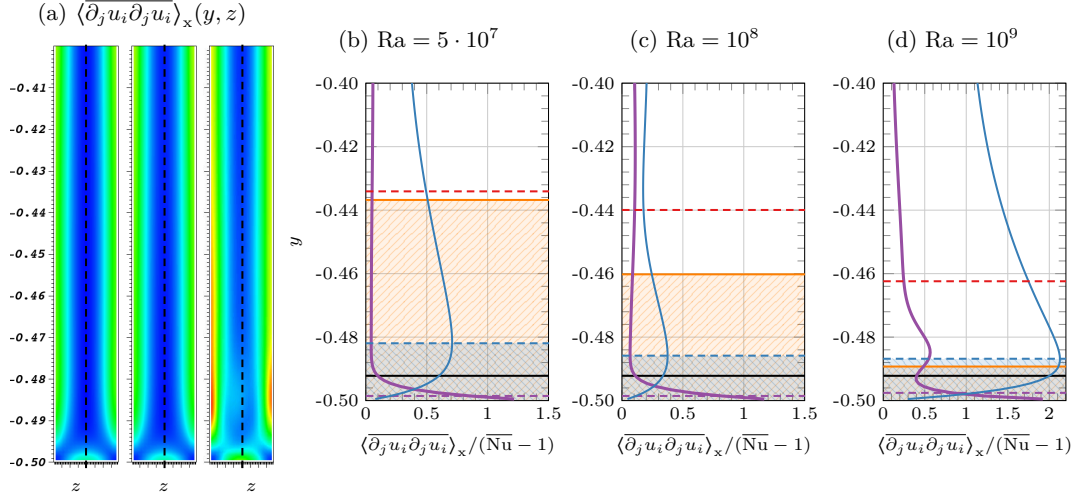 (a) ⟨∂ⱼuᵢ∂ⱼuᵢ⟩ₓ(y, z)
-0.41
-0.42
-0.43
-0.44
-0.45
-0.46
-0.47
-0.48
-0.49
-0.50
z z z
(b) Ra = 5 · 10⁷
-0.40
-0.42
-0.44
-0.46
-0.48
-0.50
y
0 0.5 1 1.5
⟨∂ⱼuᵢ∂ⱼuᵢ⟩ₓ/(N̅u̅ − 1)
(c) Ra = 10⁸
-0.40
-0.42
-0.44
-0.46
-0.48
-0.50
0 0.5 1 1.5
⟨∂ⱼuᵢ∂ⱼuᵢ⟩ₓ/(N̅u̅ − 1)
(d) Ra = 10⁹
-0.40
-0.42
-0.44
-0.46
-0.48
-0.50
0 0.5 1 1.5 2
⟨∂ⱼuᵢ∂ⱼuᵢ⟩ₓ/(N̅u̅ − 1)